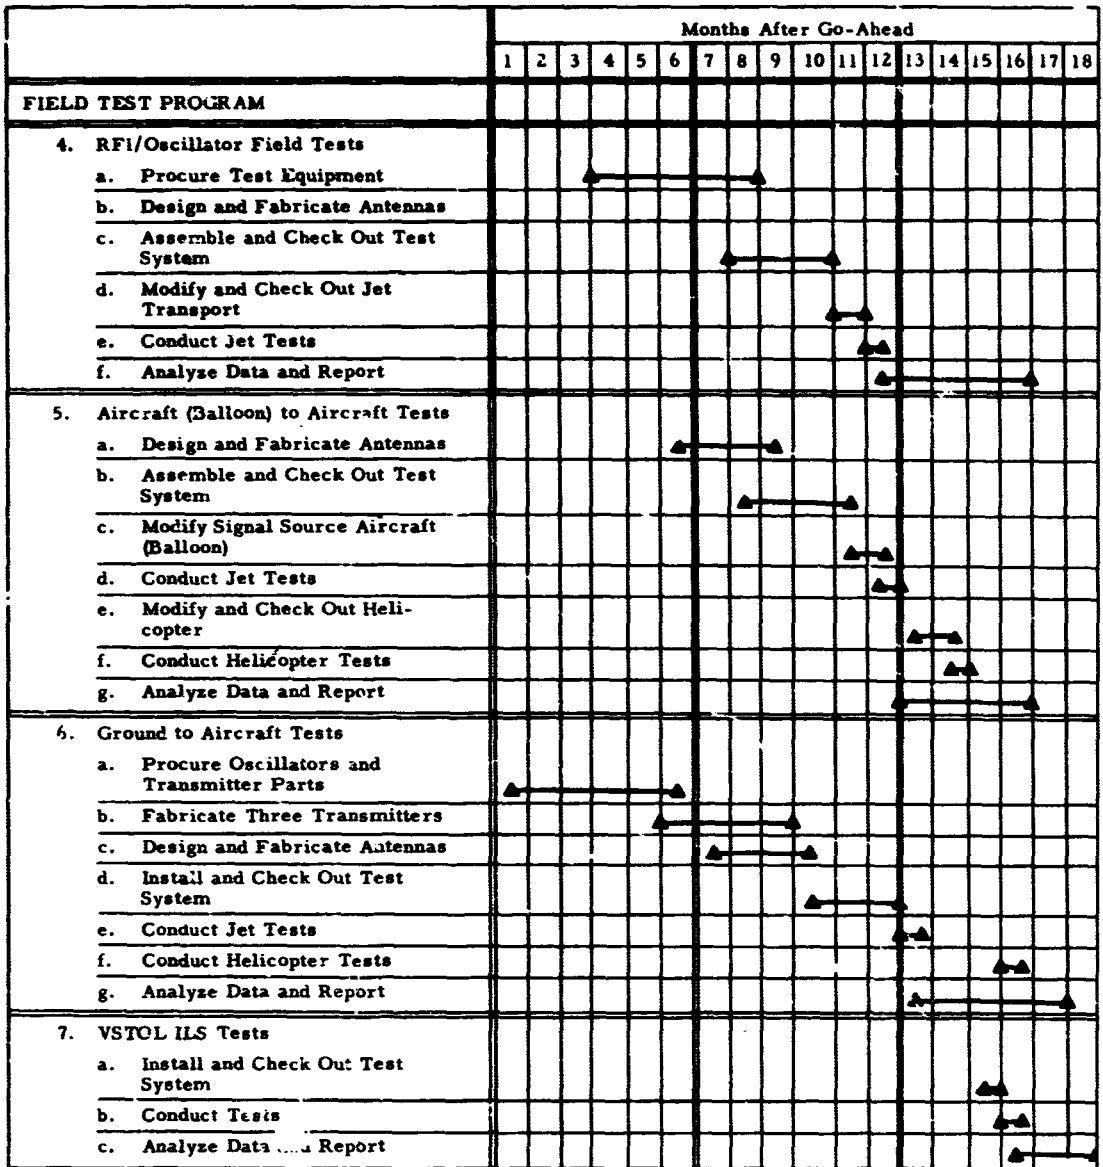 Months After Go-Ahead
1 2 3 4 5 6 7 8 9 10 11 12 13 14 15 16 17 18
FIELD TEST PROGRAM
4. RFI/Oscillator Field Tests
a. Procure Test Equipment
b. Design and Fabricate Antennas
c. Assemble and Check Out Test
System
d. Modify and Check Out Jet
Transport
e. Conduct Jet Tests
f. Analyze Data and Report
5. Aircraft (Balloon) to Aircraft Tests
a. Design and Fabricate Antennas
b. Assemble and Check Out Test
System
c. Modify Signal Source Aircraft
(Balloon)
d. Conduct Jet Tests
e. Modify and Check Out Heli-
copter
f. Conduct Helicopter Tests
g. Analyze Data and Report
6. Ground to Aircraft Tests
a. Procure Oscillators and
Transmitter Parts
b. Fabricate Three Transmitters
c. Design and Fabricate Antennas
d. Install and Check Out Test
System
e. Conduct Jet Tests
f. Conduct Helicopter Tests
g. Analyze Data and Report
7. VSTOL ILS Tests
a. Install and Check Out Test
System
b. Conduct Tests
c. Analyze Data and Report